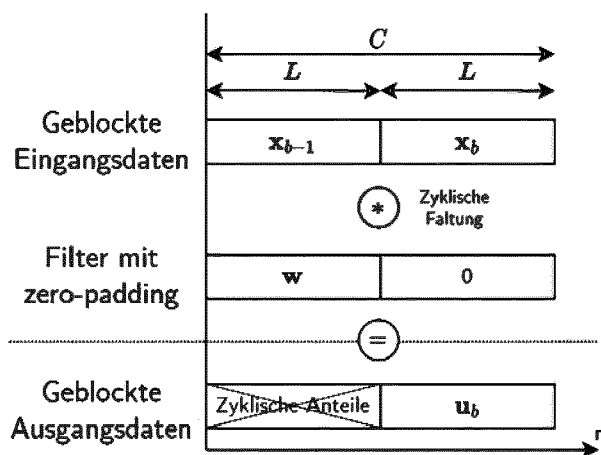 C
L L
Geblockte
Eingangsdaten
x_{b−1} x_b
* Zyklische
Faltung
Filter mit
zero-padding
w 0
=
Geblockte
Ausgangsdaten
Zyklische Anteile u_b
n